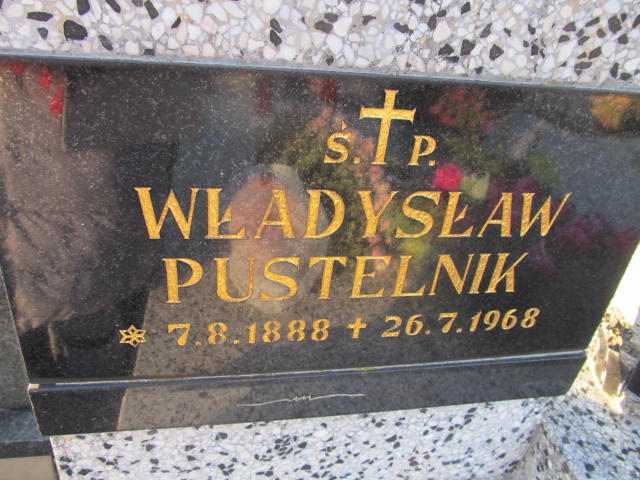 Ś. P.
WŁADYSŁAW
PUSTELNIK
7.8.1888 ✝ 26.7.1968